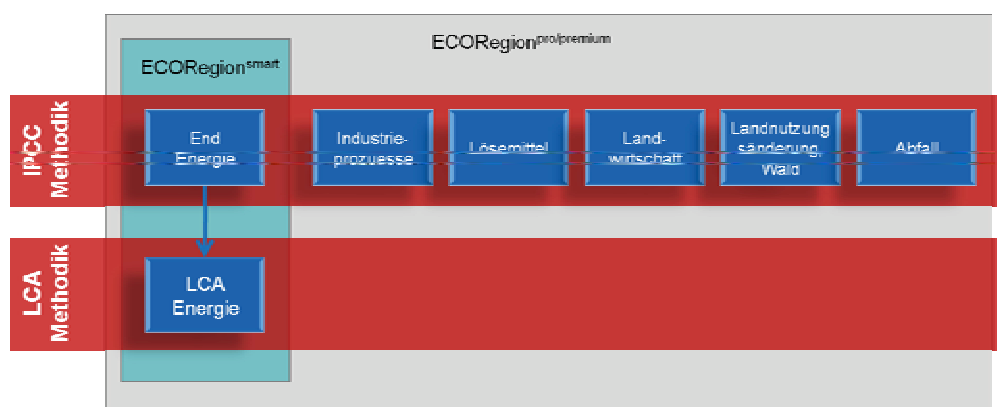 ECORegionpro/premium
ECORegionsmart
IPCC
Methodik
End
Energie
Industrie-
prozuesse
Lösemittel
Land-
wirtschaft
Landnutzung
sänderung,
Wald
Abfall
LCA
Methodik
LCA
Energie